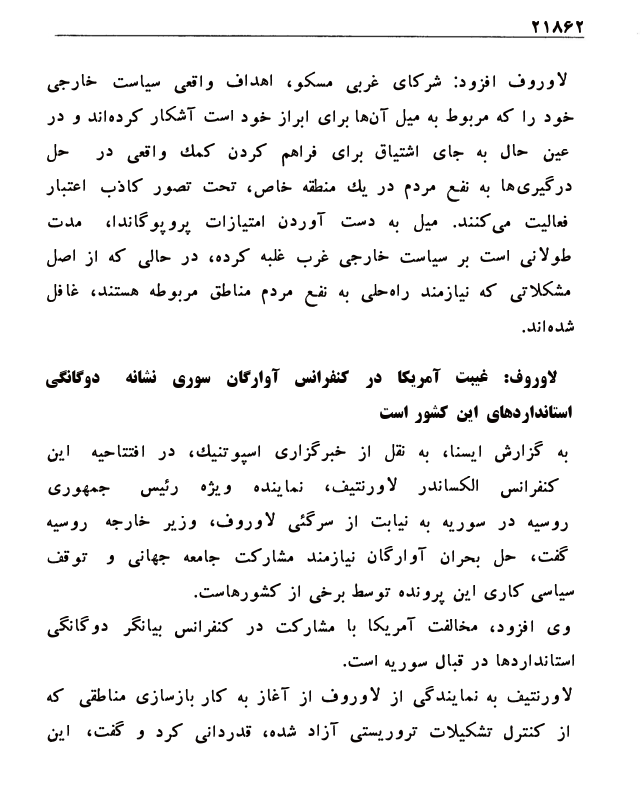 ۲۱۸۶۲
لاوروف افزود: شرکای غربی مسکو، اهداف واقعی سیاست خارجی
خود را که مربوط به میل آن‌ها برای ابراز خود است آشکار کرده‌اند و در
عین حال به جای اشتیاق برای فراهم کردن کمك واقعی در حل
درگیری‌ها به نفع مردم در یك منطقه خاص، تحت تصور کاذب اعتبار
فعالیت می‌کنند. میل به دست آوردن امتیازات پروپوگاندا، مدت
طولانی است بر سیاست خارجی غرب غلبه کرده، در حالی که از اصل
مشکلاتی که نیازمند راه‌حلی به نفع مردم مناطق مربوطه هستند، غافل
شده‌اند.
لاوروف: غیبت آمریکا در کنفرانس آوارگان سوری نشانه دوگانگی
استانداردهای این کشور است
به گزارش ایسنا، به نقل از خبرگزاری اسپوتنیك، در افتتاحیه این
کنفرانس الکساندر لاورنتیف، نماینده ویژه رئیس جمهوری
روسیه در سوریه به نیابت از سرگئی لاوروف، وزیر خارجه روسیه
گفت، حل بحران آوارگان نیازمند مشارکت جامعه جهانی و توقف
سیاسی کاری این پرونده توسط برخی از کشورهاست.
وی افزود، مخالفت آمریکا با مشارکت در کنفرانس بیانگر دوگانگی
استانداردها در قبال سوریه است.
لاورنتیف به نمایندگی از لاوروف از آغاز به کار بازسازی مناطقی که
از کنترل تشکیلات تروریستی آزاد شده، قدردانی کرد و گفت، این